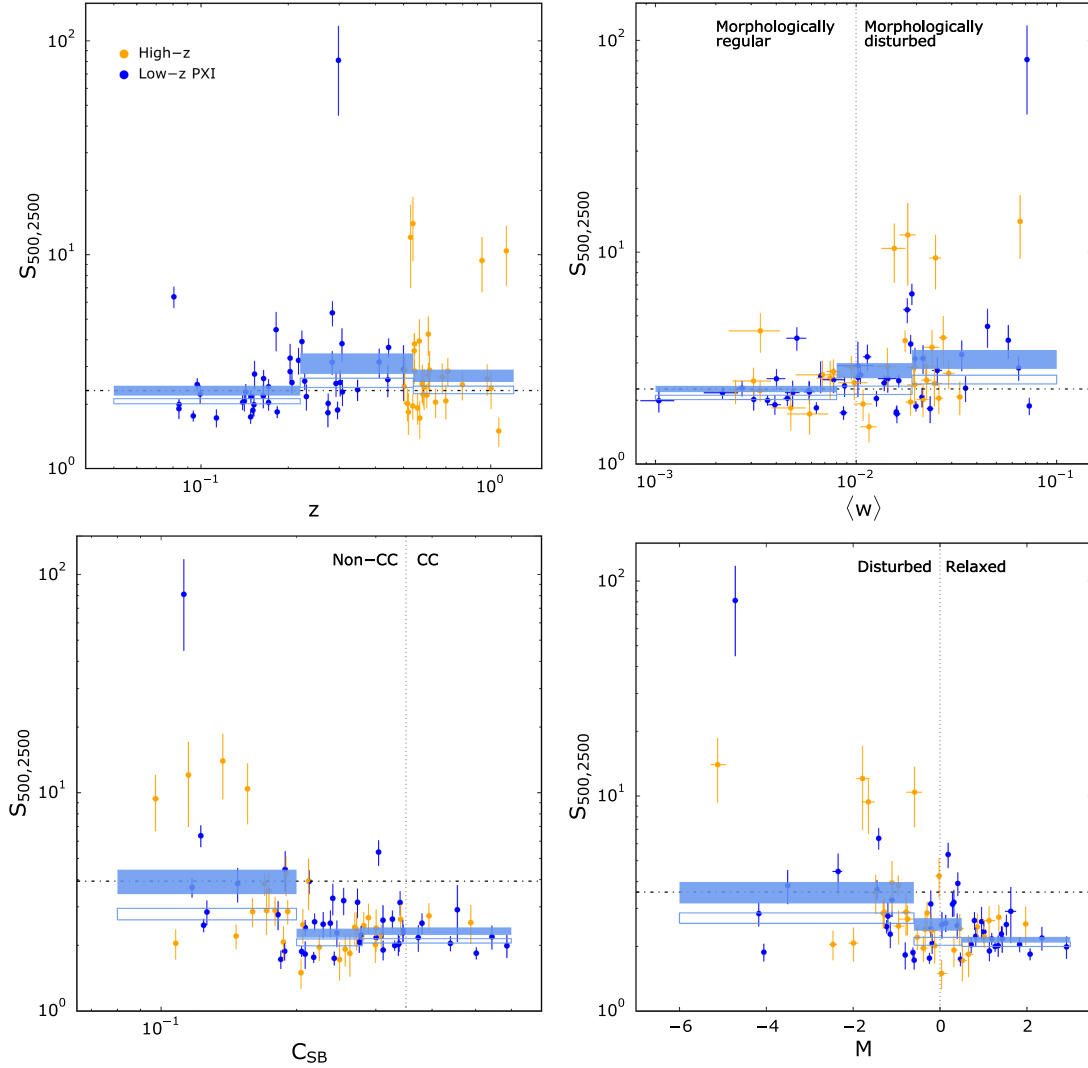 10²
10¹
10⁰
S500,2500
High−z
Low−z PXI
10⁻¹
10⁰
z
Morphologically
regular
Morphologically
disturbed
10²
10¹
10⁰
S500,2500
10⁻³
10⁻²
10⁻¹
⟨w⟩
Non−CC
CC
10²
10¹
10⁰
S500,2500
10⁻¹
CSB
Disturbed
Relaxed
10²
10¹
10⁰
S500,2500
−6
−4
−2
0
2
M